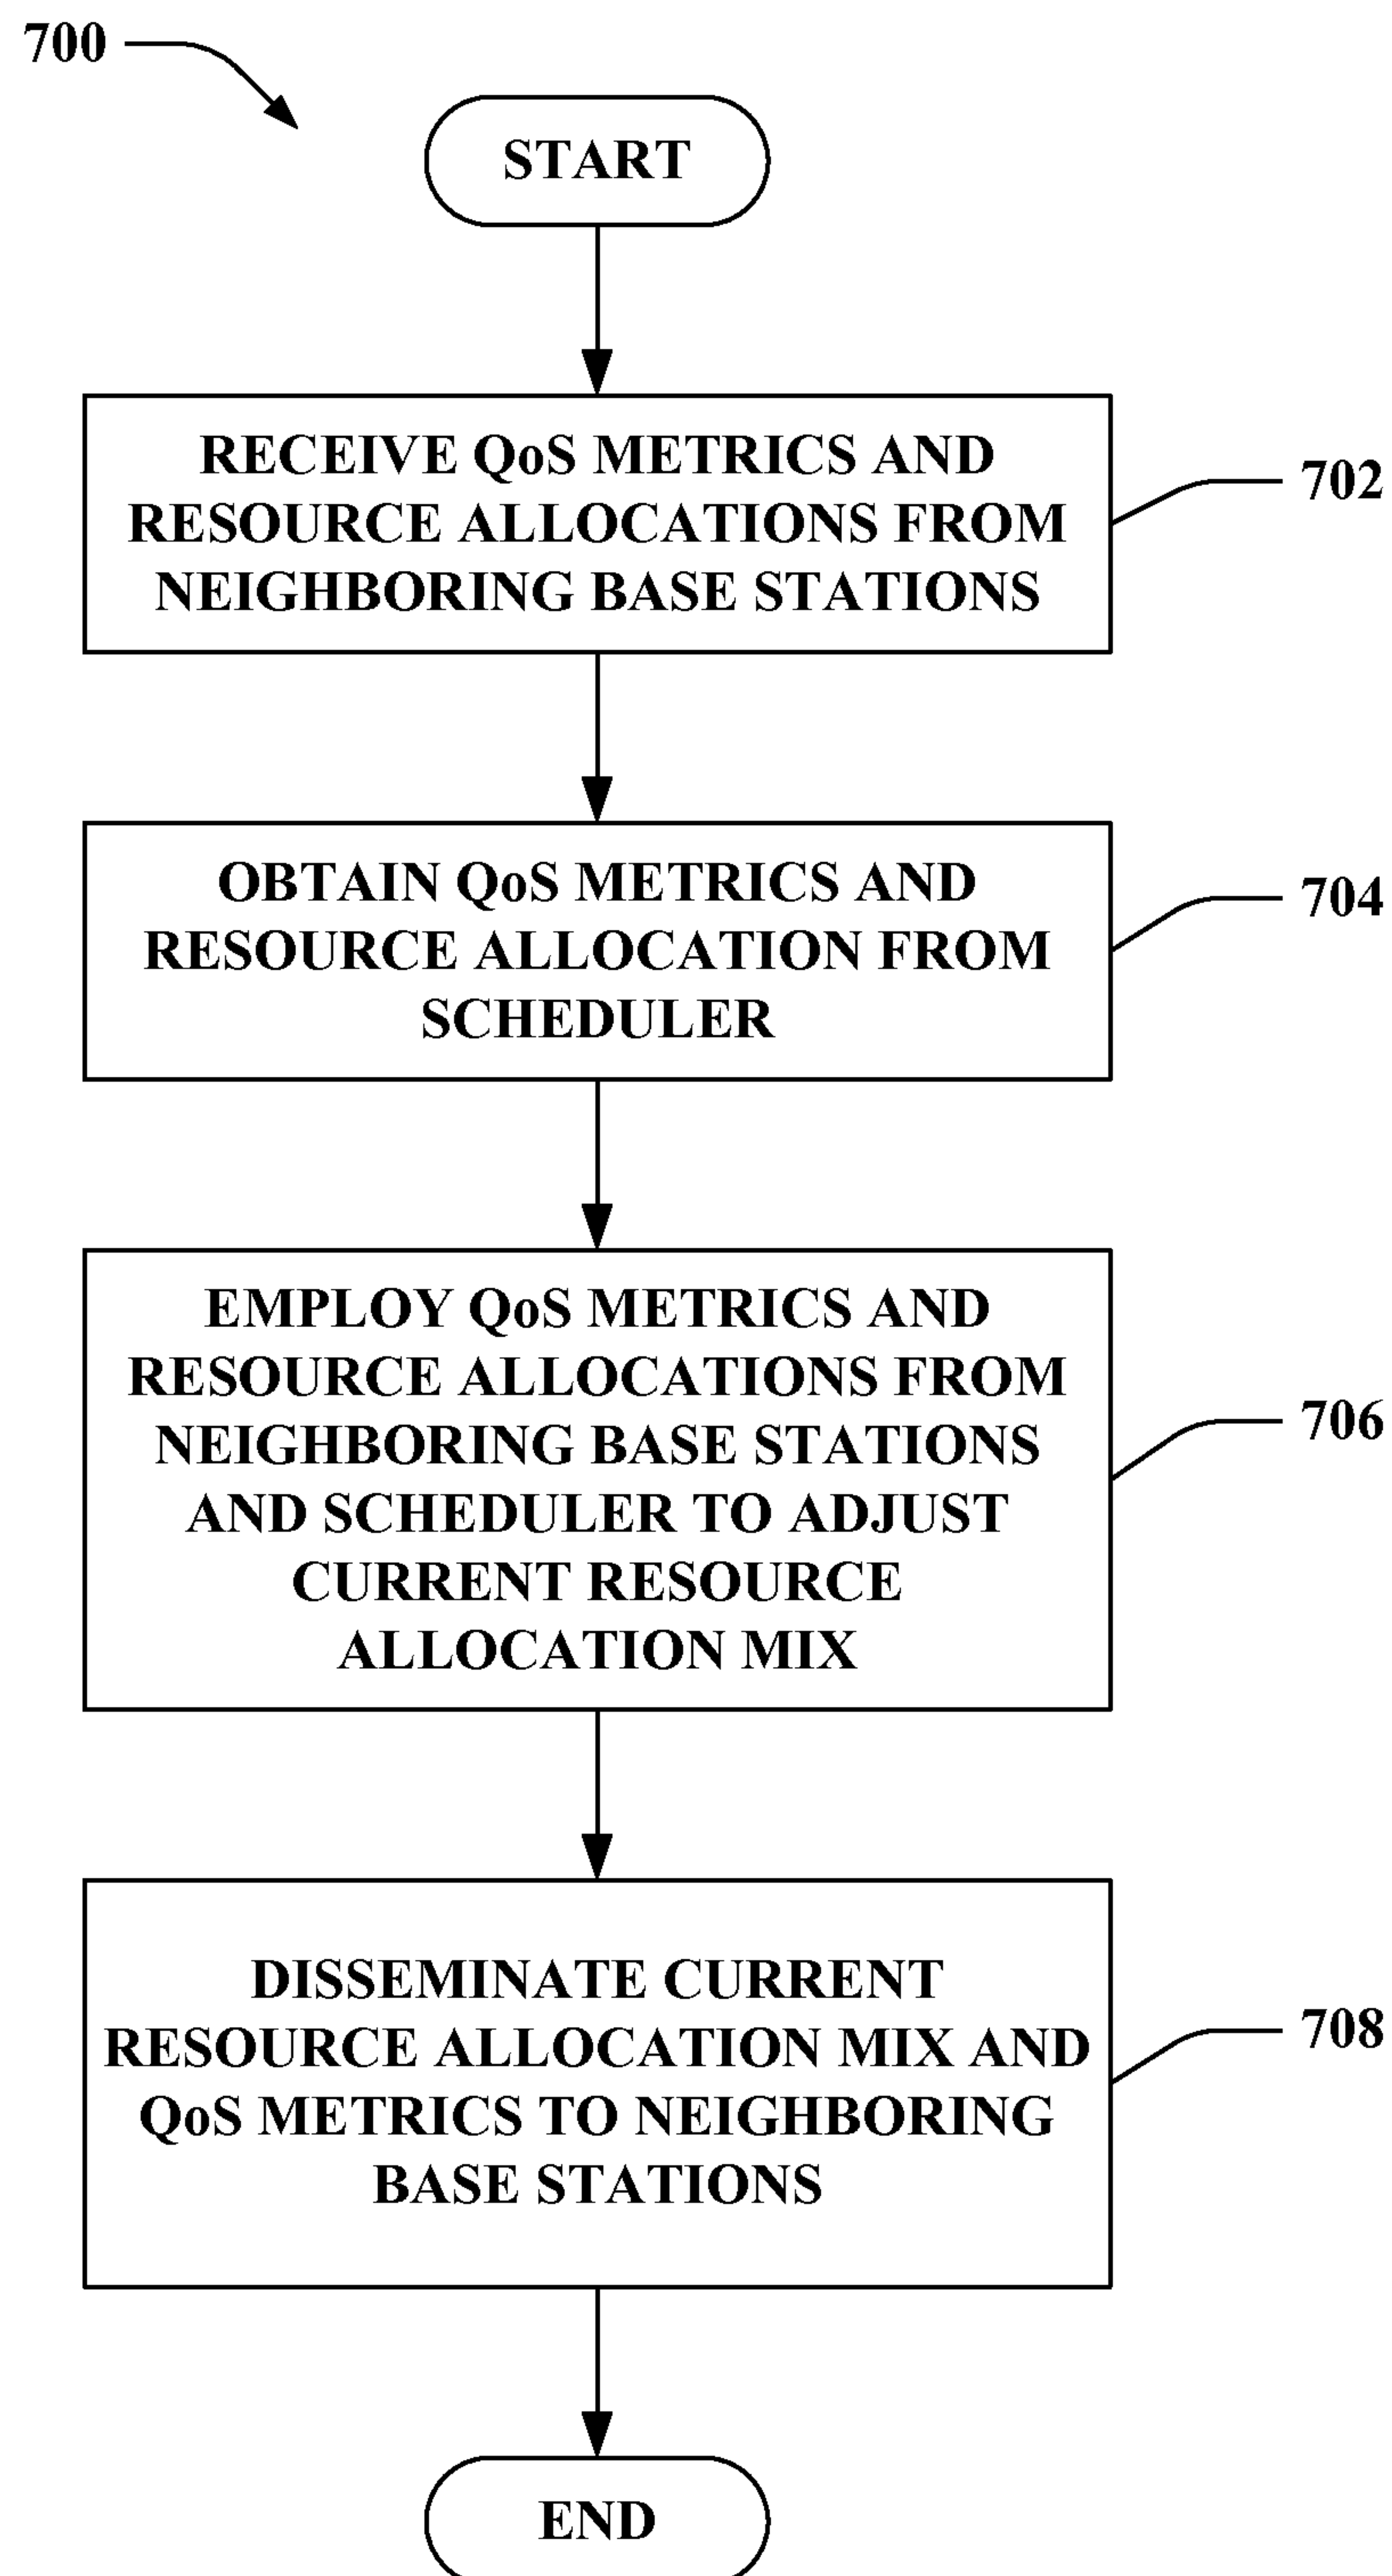 700
START
RECEIVE QoS METRICS AND
RESOURCE ALLOCATIONS FROM
NEIGHBORING BASE STATIONS
702
OBTAIN QoS METRICS AND
RESOURCE ALLOCATION FROM
SCHEDULER
704
EMPLOY QoS METRICS AND
RESOURCE ALLOCATIONS FROM
NEIGHBORING BASE STATIONS
AND SCHEDULER TO ADJUST
CURRENT RESOURCE
ALLOCATION MIX
706
DISSEMINATE CURRENT
RESOURCE ALLOCATION MIX AND
QoS METRICS TO NEIGHBORING
BASE STATIONS
708
END